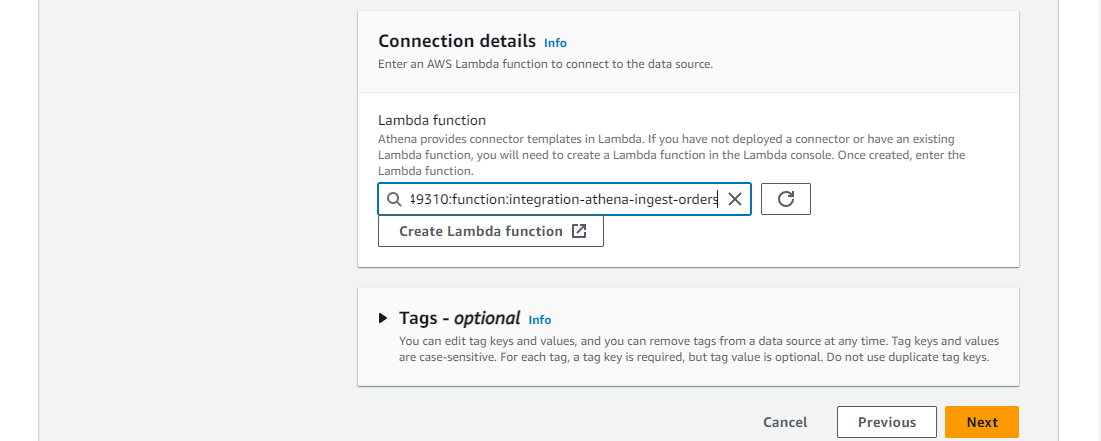 Connection details Info
Enter an AWS Lambda function to connect to the data source.
Lambda function
Athena provides connector templates in Lambda. If you have not deployed a connector or have an existing
Lambda function, you will need to create a Lambda function in the Lambda console. Once created, enter the
Lambda function.
49310:function:integration-athena-ingest-orders
Create Lambda function
Tags - optional Info
You can edit tag keys and values, and you can remove tags from a data source at any time. Tag keys and values
are case-sensitive. For each tag, a tag key is required, but tag value is optional. Do not use duplicate tag keys.
Cancel Previous Next